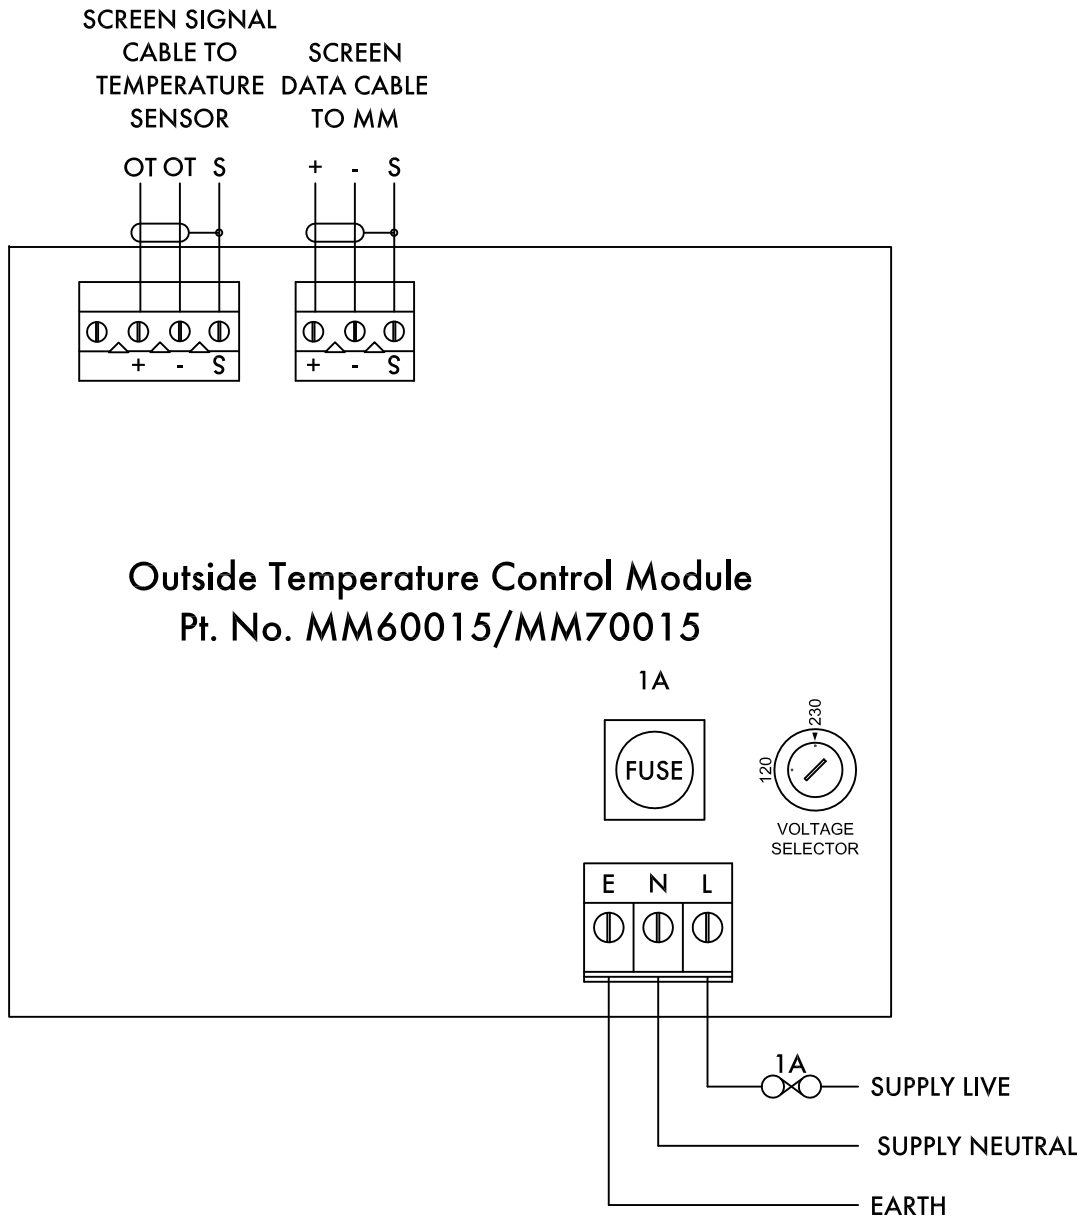 SCREEN SIGNAL
CABLE TO
TEMPERATURE
SENSOR
SCREEN
DATA CABLE
TO MM
OT OT S
+ - S
+ - S
+ - S
Outside Temperature Control Module
Pt. No. MM60015/MM70015
1A
FUSE
230
120
VOLTAGE
SELECTOR
E N L
1A
SUPPLY LIVE
SUPPLY NEUTRAL
EARTH